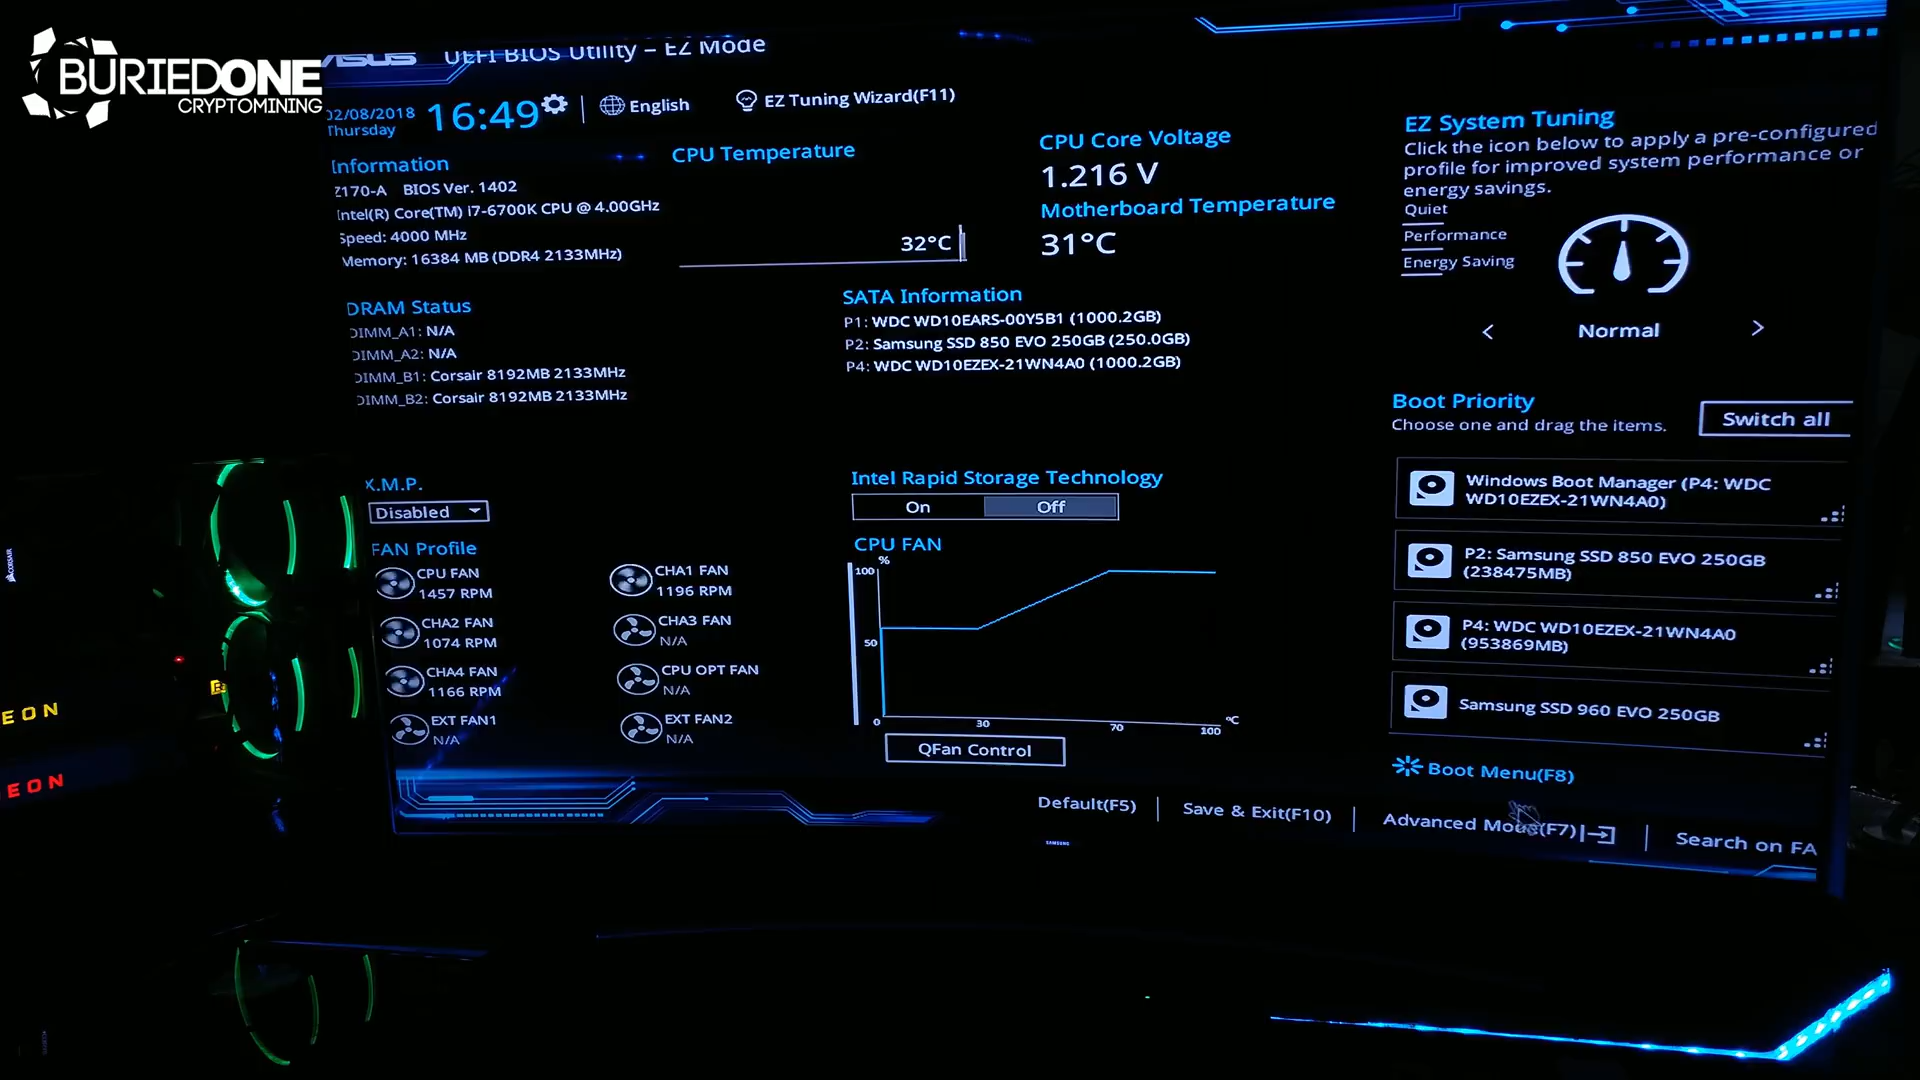 BURIEDONE
CRYPTOMINING
ASUS UEFI BIOS Utility – EZ Mode
02/08/2018
Thursday
16:49
English
EZ Tuning Wizard(F11)
Information
Z170-A BIOS Ver. 1402
Intel(R) Core(TM) i7-6700K CPU @ 4.00GHz
Speed: 4000 MHz
Memory: 16384 MB (DDR4 2133MHz)
CPU Temperature
32°C
CPU Core Voltage
1.216 V
Motherboard Temperature
31°C
EZ System Tuning
Click the icon below to apply a pre-configured
profile for improved system performance or
energy savings.
Quiet
Performance
Energy Saving
Normal
DRAM Status
DIMM_A1: N/A
DIMM_A2: N/A
DIMM_B1: Corsair 8192MB 2133MHz
DIMM_B2: Corsair 8192MB 2133MHz
SATA Information
P1: WDC WD10EARS-00Y5B1 (1000.2GB)
P2: Samsung SSD 850 EVO 250GB (250.0GB)
P4: WDC WD10EZEX-21WN4A0 (1000.2GB)
X.M.P.
Disabled
Intel Rapid Storage Technology
On Off
FAN Profile
CPU FAN
1457 RPM
CHA1 FAN
1196 RPM
CHA2 FAN
1074 RPM
CHA3 FAN
N/A
CHA4 FAN
1166 RPM
CPU OPT FAN
N/A
EXT FAN1
N/A
EXT FAN2
N/A
CPU FAN
%
100
50
0
30
70
100
°C
QFan Control
Boot Priority
Choose one and drag the items.
Switch all
Windows Boot Manager (P4: WDC
WD10EZEX-21WN4A0)
P2: Samsung SSD 850 EVO 250GB
(238475MB)
P4: WDC WD10EZEX-21WN4A0
(953869MB)
Samsung SSD 960 EVO 250GB
Boot Menu(F8)
Default(F5)
Save & Exit(F10)
Advanced Mode(F7)
Search on FA
SAMSUNG
CORSAIR
EON
EON